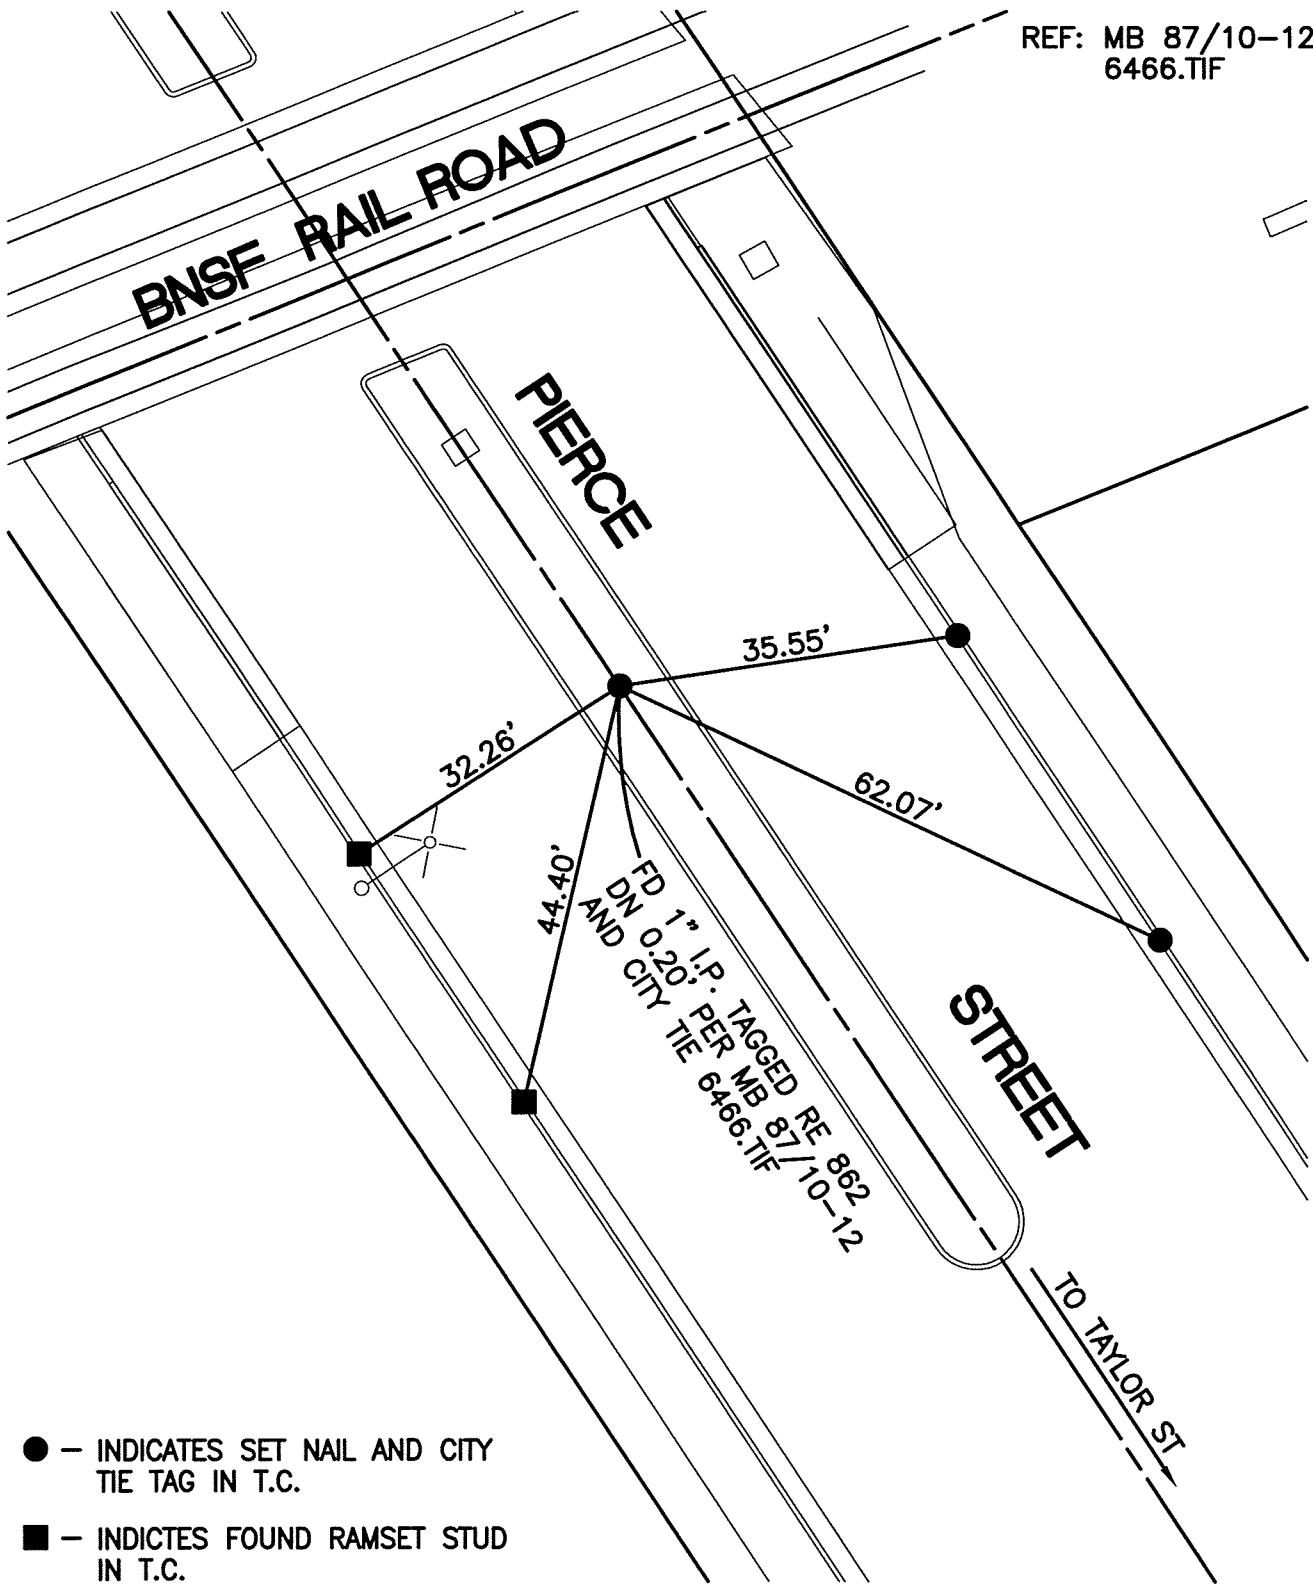 REF: MB 87/10-12
6466.TIF
BNSF RAIL ROAD
PIERCE
35.55'
32.26'
62.07'
44.40'
FD 1" I.P. TAGGED RE 862
DN 0.20' PER MB 87/10-12
AND CITY TIE 6466.TIF
STREET
TO TAYLOR ST
● - INDICATES SET NAIL AND CITY
TIE TAG IN T.C.
■ - INDICTES FOUND RAMSET STUD
IN T.C.